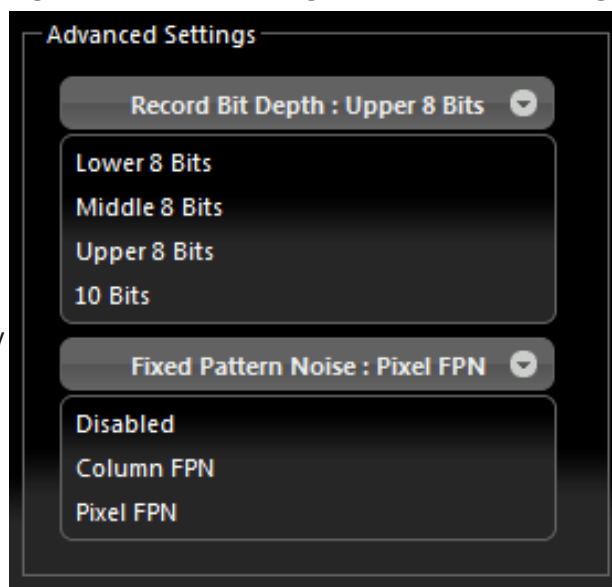 Advanced Settings
Record Bit Depth : Upper 8 Bits
Lower 8 Bits
Middle 8 Bits
Upper 8 Bits
10 Bits
Fixed Pattern Noise : Pixel FPN
Disabled
Column FPN
Pixel FPN